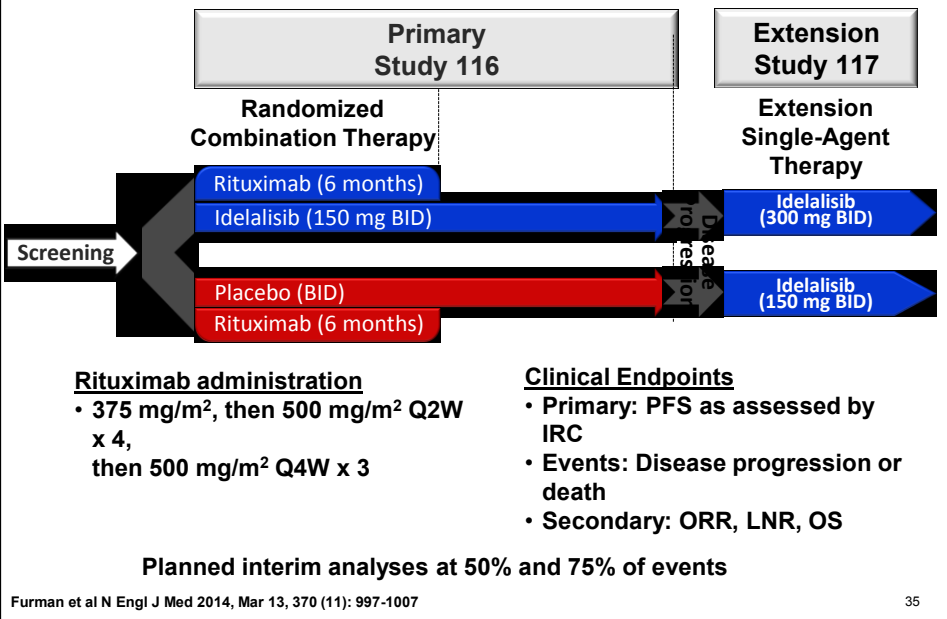 Primary
Study 116
Extension
Study 117
Randomized
Combination Therapy
Extension
Single-Agent
Therapy
Rituximab (6 months)
Idelalisib (150 mg BID)
Idelalisib
(300 mg BID)
Screening
Disease
Progression
Placebo (BID)
Rituximab (6 months)
Idelalisib
(150 mg BID)
Rituximab administration
• 375 mg/m², then 500 mg/m² Q2W
x 4,
then 500 mg/m² Q4W x 3
Clinical Endpoints
• Primary: PFS as assessed by
IRC
• Events: Disease progression or
death
• Secondary: ORR, LNR, OS
Planned interim analyses at 50% and 75% of events
Furman et al N Engl J Med 2014, Mar 13, 370 (11): 997-1007
35